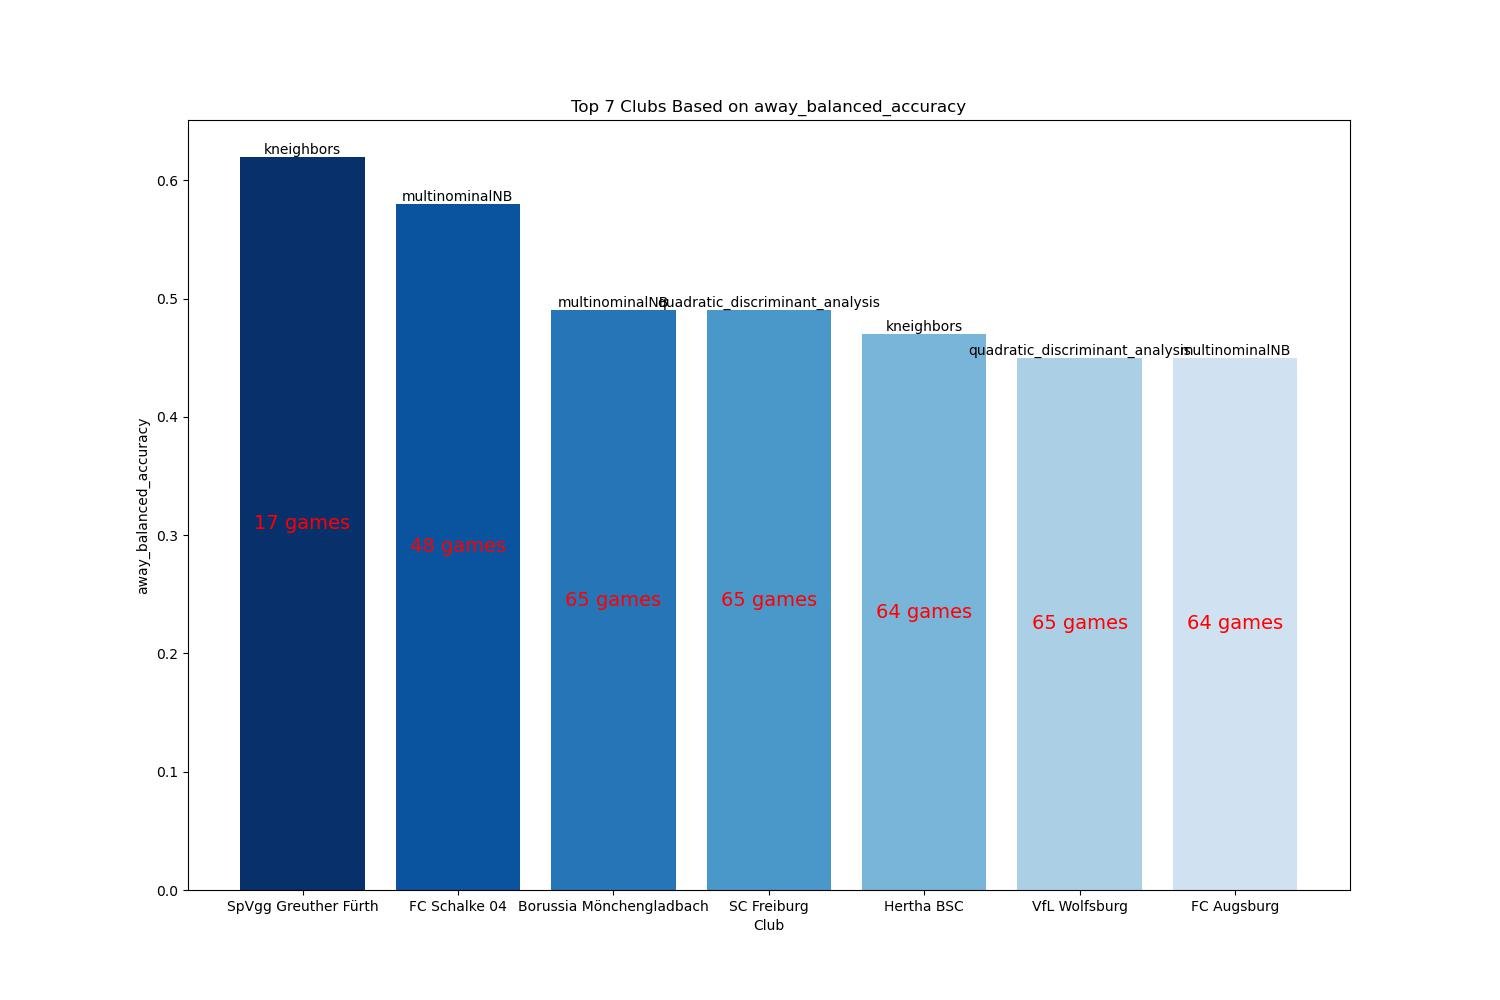 Top 7 Clubs Based on away_balanced_accuracy
kneighbors
multinominalNB
multinominalNB
quadratic_discriminant_analysis
kneighbors
quadratic_discriminant_analysis
multinominalNB
0.6
0.5
0.4
0.3
0.2
0.1
0.0
away_balanced_accuracy
17 games
48 games
65 games
65 games
64 games
65 games
64 games
SpVgg Greuther Fürth
FC Schalke 04
Borussia Mönchengladbach
SC Freiburg
Hertha BSC
VfL Wolfsburg
FC Augsburg
Club